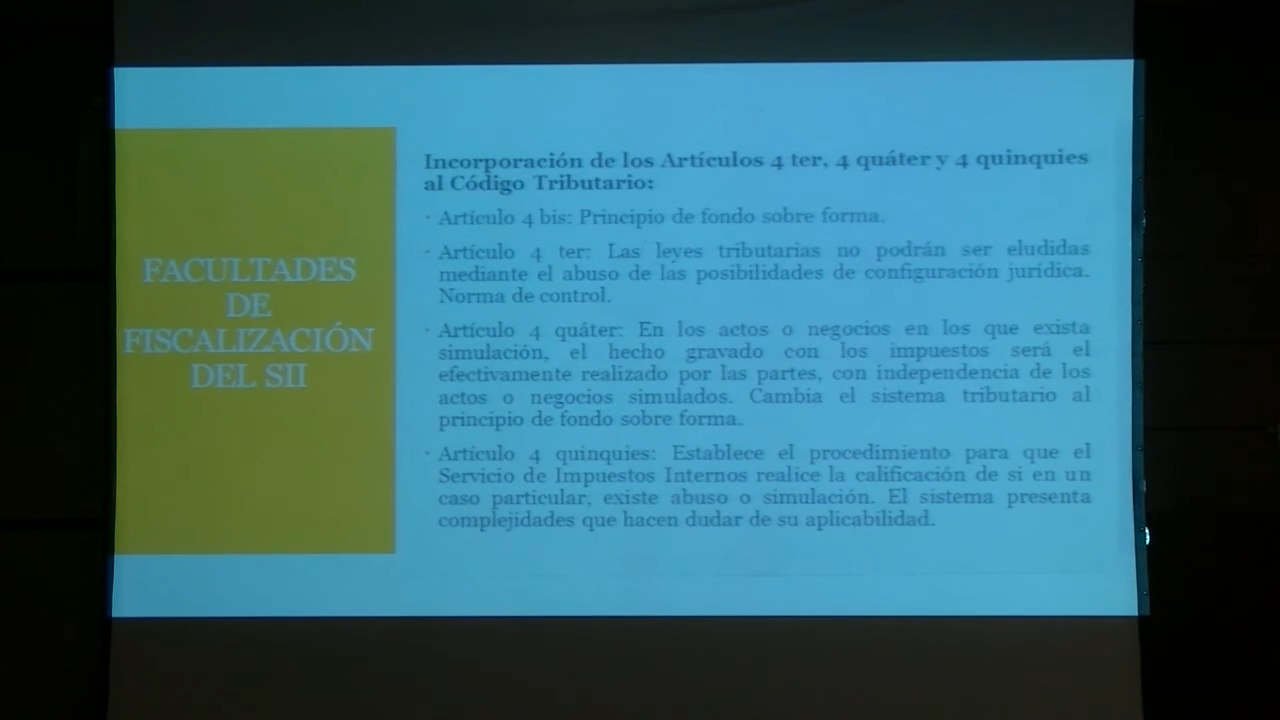 FACULTADES
DE
FISCALIZACIÓN
DEL SII
Incorporación de los Artículos 4 ter, 4 quáter y 4 quinquies
al Código Tributario:
· Artículo 4 bis: Principio de fondo sobre forma.
· Artículo 4 ter: Las leyes tributarias no podrán ser eludidas
mediante el abuso de las posibilidades de configuración jurídica.
Norma de control.
· Artículo 4 quáter: En los actos o negocios en los que exista
simulación, el hecho gravado con los impuestos será el
efectivamente realizado por las partes, con independencia de los
actos o negocios simulados. Cambia el sistema tributario al
principio de fondo sobre forma.
· Artículo 4 quinquies: Establece el procedimiento para que el
Servicio de Impuestos Internos realice la calificación de si en un
caso particular, existe abuso o simulación. El sistema presenta
complejidades que hacen dudar de su aplicabilidad.